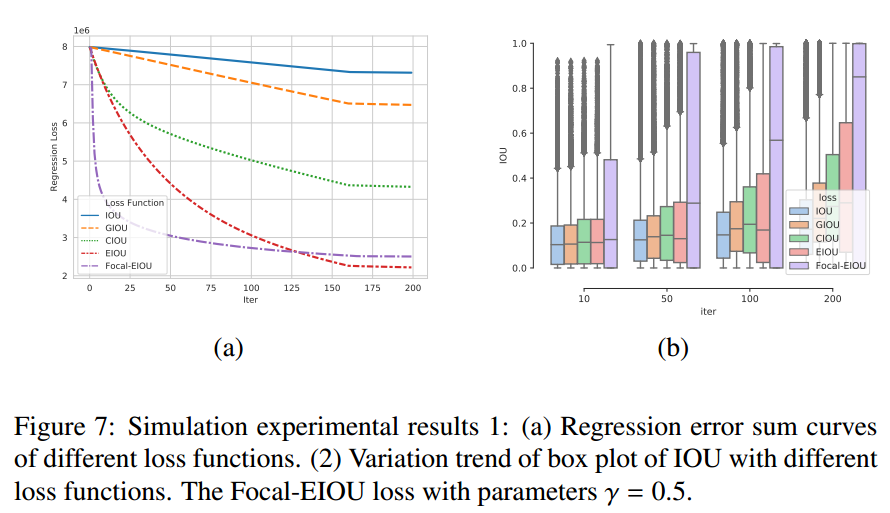 1e6
8
7
6
5
4
3
2
Regression Loss
Loss Function
IOU
GIOU
CIOU
EIOU
Focal-EIOU
0 25 50 75 100 125 150 175 200
Iter
(a)
1.0
0.8
0.6
0.4
0.2
0.0
IOU
loss
IOU
GIOU
CIOU
EIOU
Focal-EIOU
10 50 100 200
iter
(b)
Figure 7: Simulation experimental results 1: (a) Regression error sum curves
of different loss functions. (2) Variation trend of box plot of IOU with different
loss functions. The Focal-EIOU loss with parameters γ = 0.5.